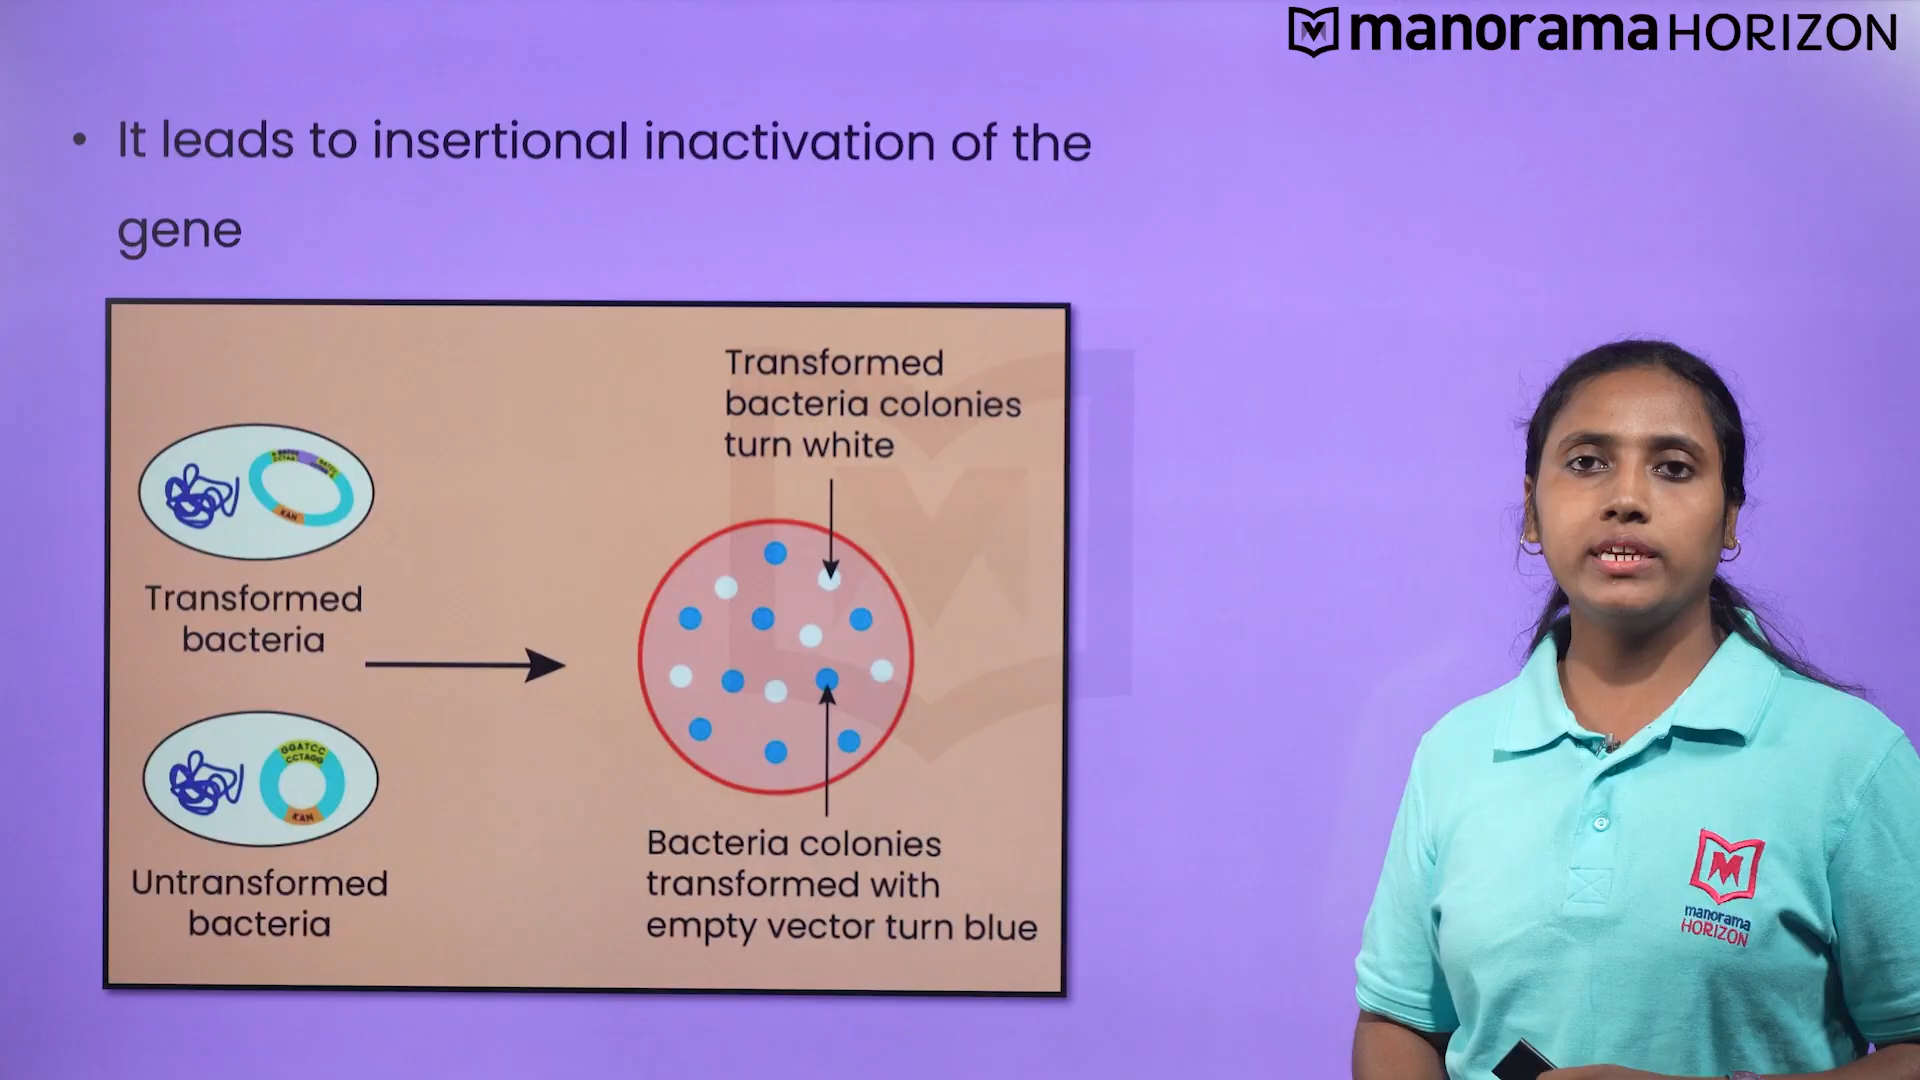 manorama HORIZON
• It leads to insertional inactivation of the
gene
Transformed
bacteria colonies
turn white
KAN
Transformed
bacteria
GGATCC
CCTAGG
KAN
Untransformed
bacteria
Bacteria colonies
transformed with
empty vector turn blue
manorama
HORIZON